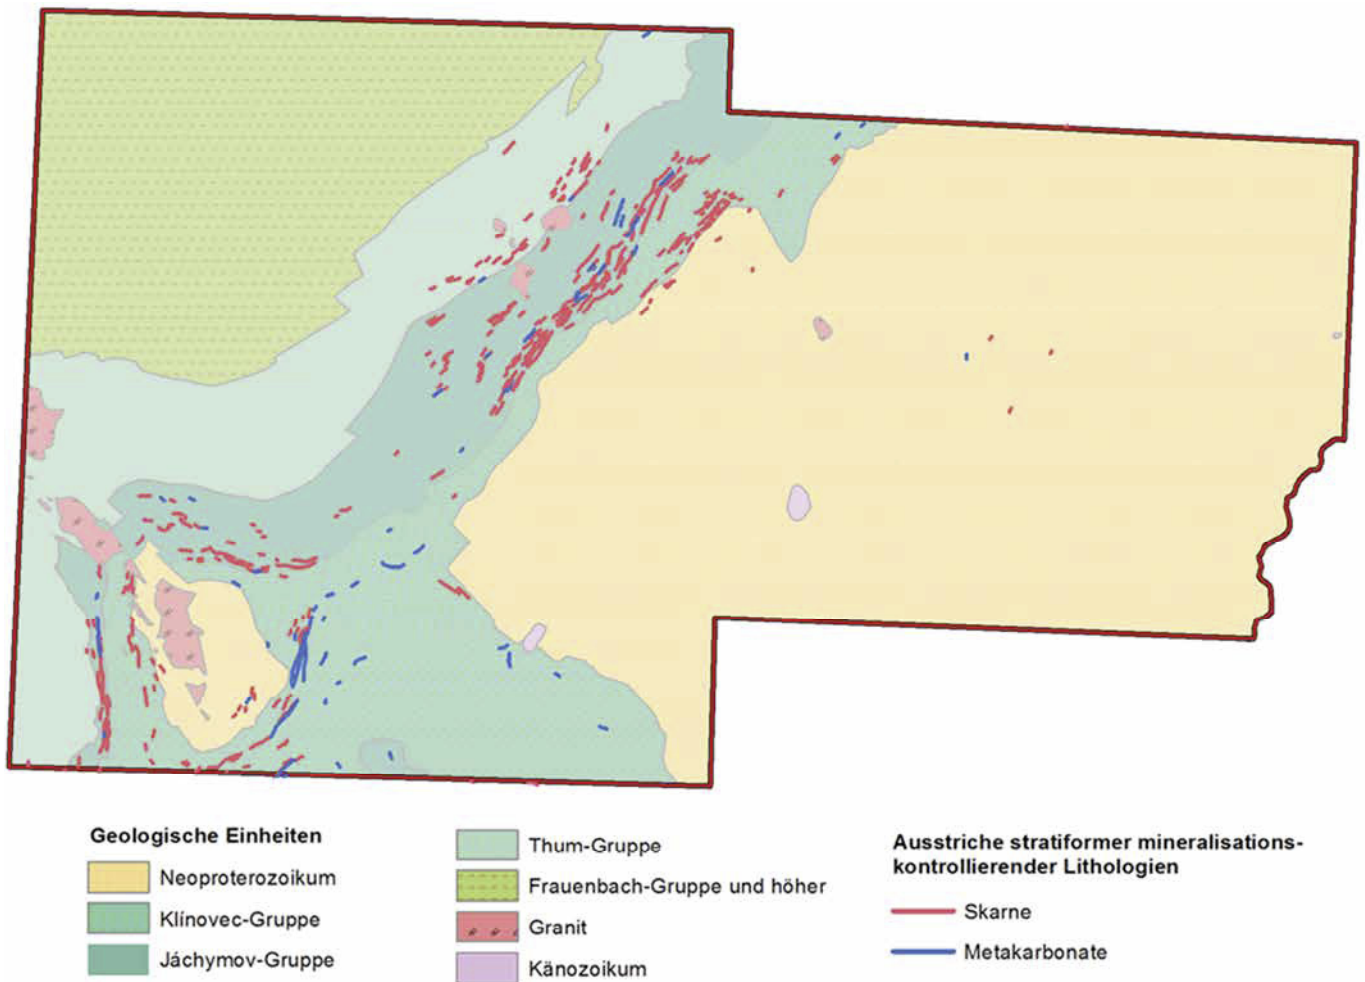 Geologische Einheiten
Neoproterozoikum
Klínovec-Gruppe
Jáchymov-Gruppe
Thum-Gruppe
Frauenbach-Gruppe und höher
Granit
Känozoikum
Ausstriche stratiformer mineralisations-
kontrollierender Lithologien
Skarne
Metakarbonate